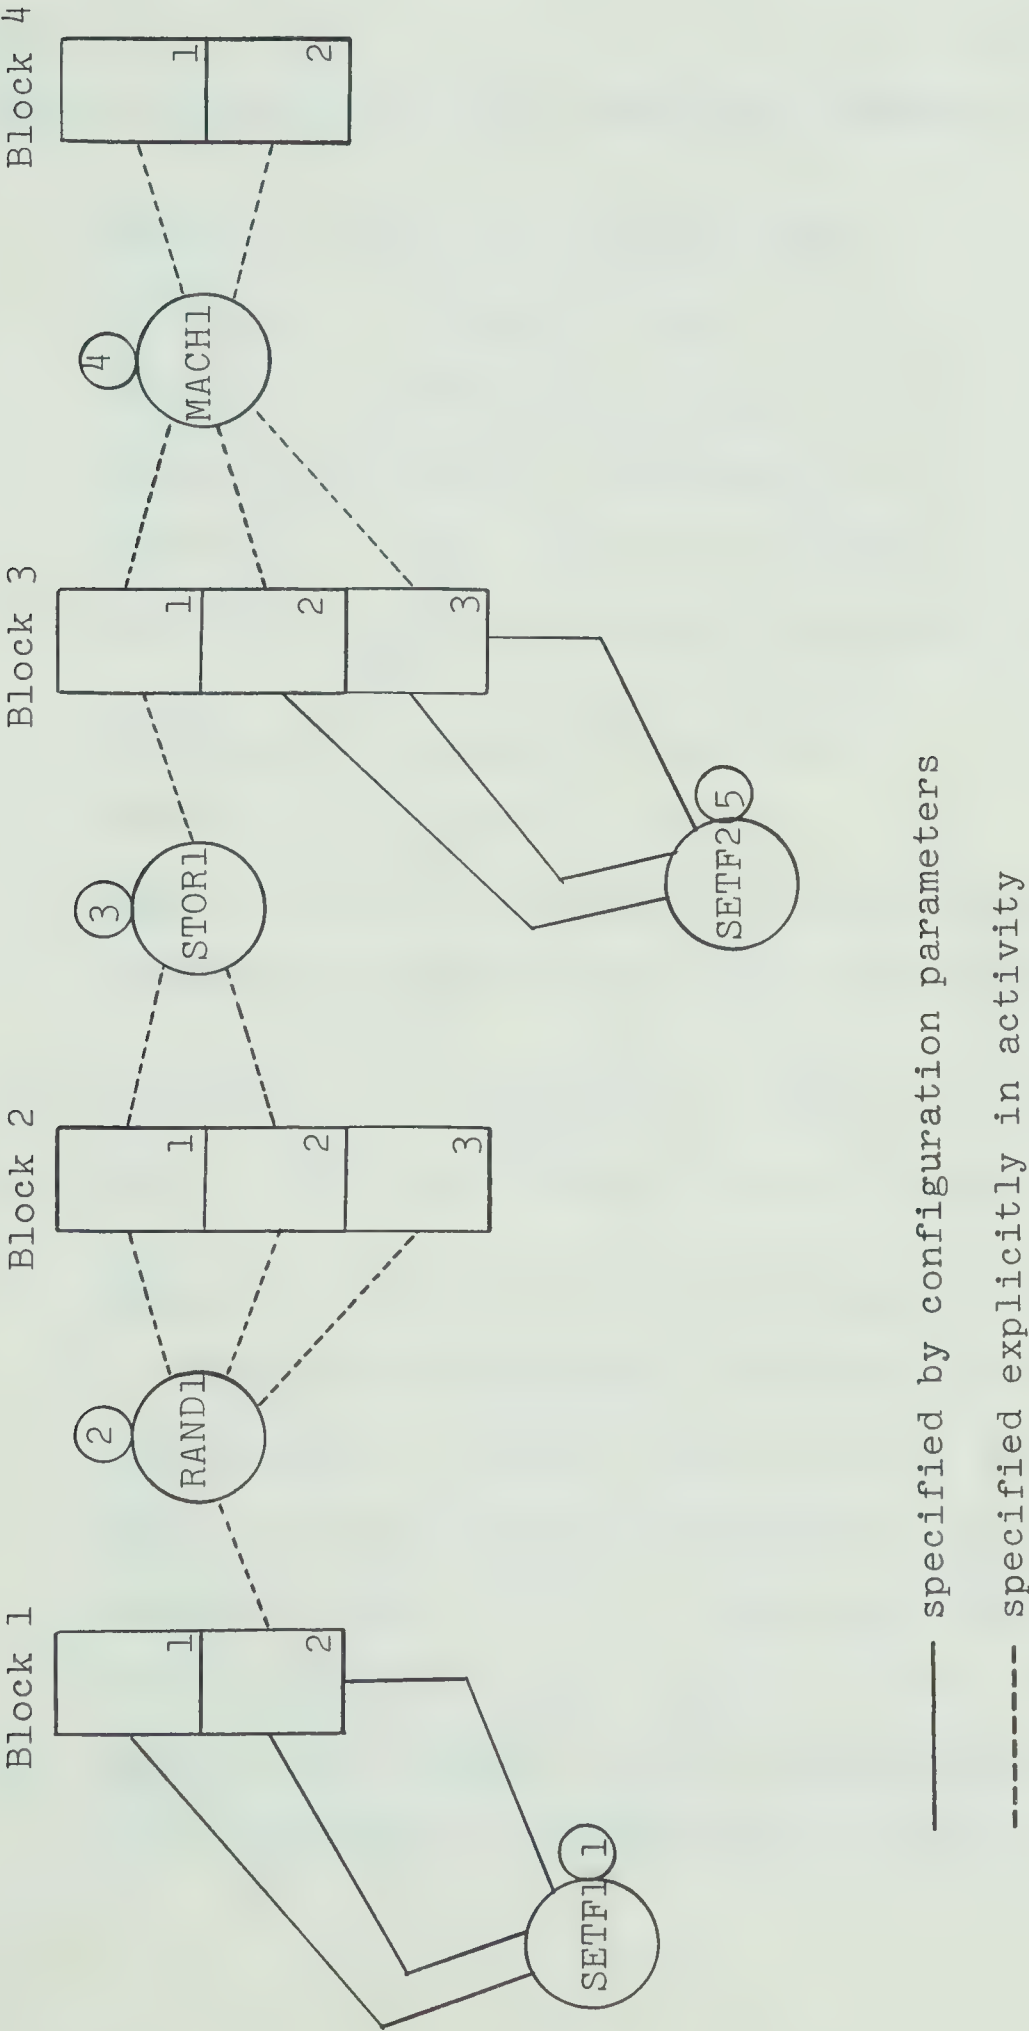 Block 1
Block 2
Block 3
Block 4
1
2
1
2
3
1
2
3
1
2
2
RAND1
3
STOR1
4
MACH1
SETF1
1
SETF2
5
specified by configuration parameters
specified explicitly in activity